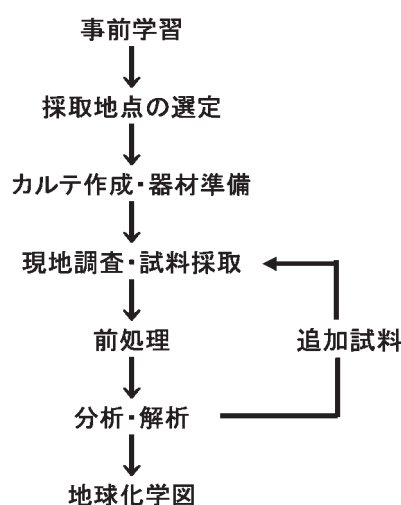 事前学習
採取地点の選定
カルテ作成・器材準備
現地調査・試料採取
前処理
追加試料
分析・解析
地球化学図